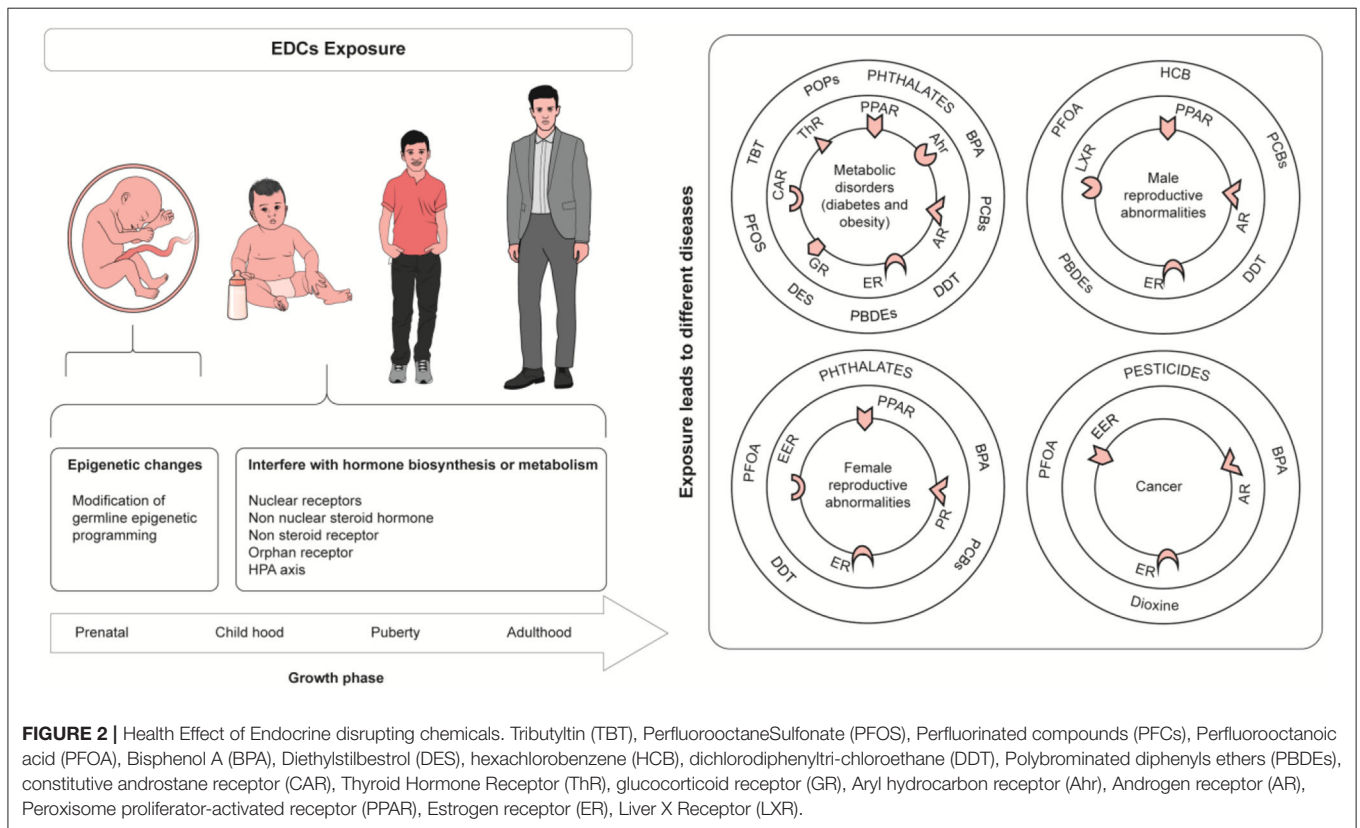 EDCs Exposure
Epigenetic changes
Modification of
germline epigenetic
programming
Interfere with hormone biosynthesis or metabolism
Nuclear receptors
Non nuclear steroid hormone
Non steroid receptor
Orphan receptor
HPA axis
Prenatal
Child hood
Puberty
Adulthood
Growth phase
Exposure leads to different diseases
POPs
PHTHALATES
BPA
PCBs
DDT
PBDEs
DES
PFOS
TBT
ThR
PPAR
Ahr
AR
ER
GR
CAR
Metabolic
disorders
(diabetes and
obesity)
HCB
PCBs
DDT
PBDEs
PFOA
LXR
PPAR
AR
ER
Male
reproductive
abnormalities
PHTHALATES
BPA
PCBs
DDT
PFOA
EER
PPAR
PR
ER
Female
reproductive
abnormalities
PESTICIDES
BPA
Dioxine
PFOA
EER
AR
ER
Cancer
FIGURE 2 | Health Effect of Endocrine disrupting chemicals. Tributyltin (TBT), PerfluorooctaneSulfonate (PFOS), Perfluorinated compounds (PFCs), Perfluorooctanoic
acid (PFOA), Bisphenol A (BPA), Diethylstilbestrol (DES), hexachlorobenzene (HCB), dichlorodiphenyltri-chloroethane (DDT), Polybrominated diphenyls ethers (PBDEs),
constitutive androstane receptor (CAR), Thyroid Hormone Receptor (ThR), glucocorticoid receptor (GR), Aryl hydrocarbon receptor (Ahr), Androgen receptor (AR),
Peroxisome proliferator-activated receptor (PPAR), Estrogen receptor (ER), Liver X Receptor (LXR).